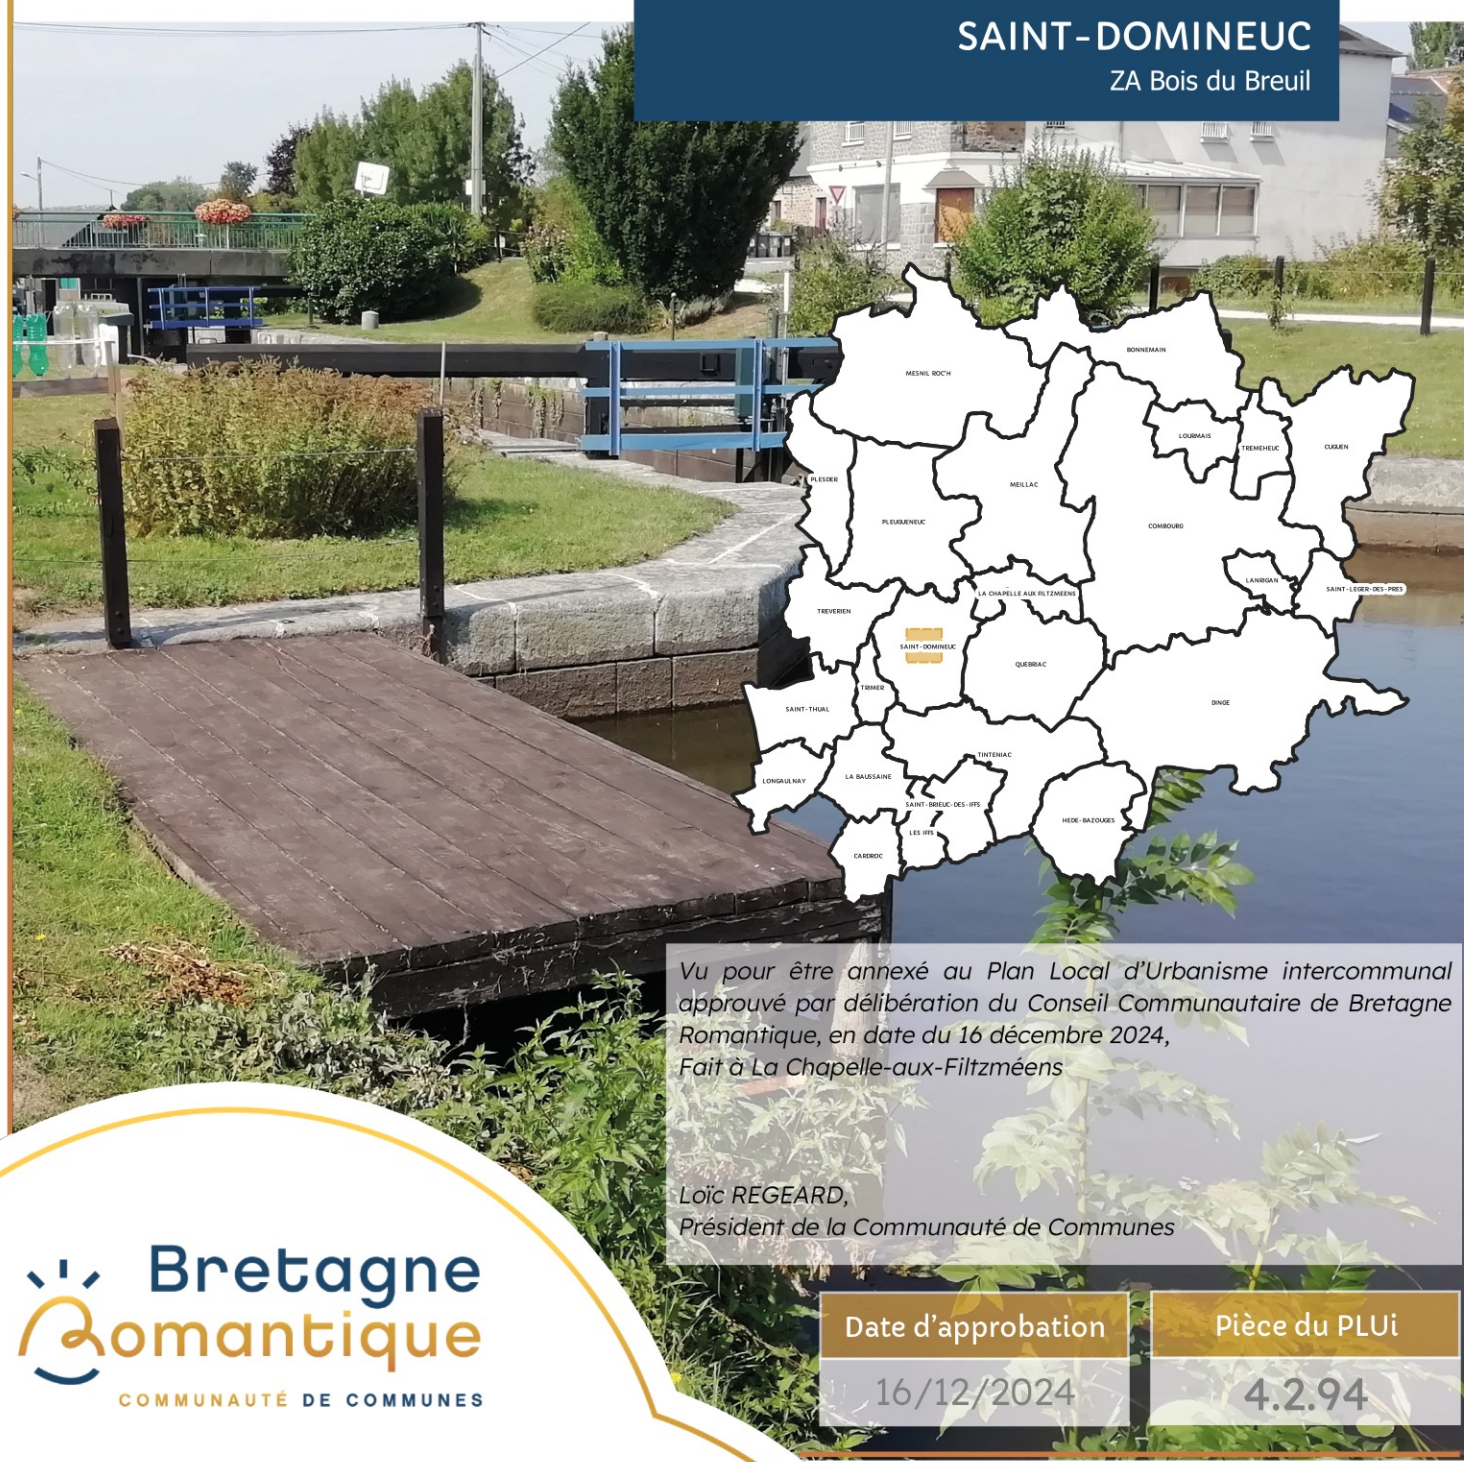 SAINT-DOMINEUC
ZA Bois du Breuil
BONNEMAIN
MESNIL ROC'H
LOURMAIS
TREMEHEUC
CUGUEN
PLESDER
MEILLAC
PLEUGUENEUC
COMBOURG
LANRIGAN
SAINT-LEGER-DES-PRES
LA CHAPELLE AUX FILTZMEENS
TREVERIEN
SAINT-DOMINEUC
QUEBRIAC
TRIMER
DINGE
SAINT-THUAL
TINTENIAC
LONGAULNAY
LA BAUSSAINE
SAINT-BRIEUC-DES-IFFS
HEDE-BAZOUGES
LES IFFS
CARDROC
Vu pour être annexé au Plan Local d'Urbanisme intercommunal
approuvé par délibération du Conseil Communautaire de Bretagne
Romantique, en date du 16 décembre 2024,
Fait à La Chapelle-aux-Filtzméens
Loïc REGEARD,
Président de la Communauté de Communes
Bretagne
Romantique
COMMUNAUTÉ DE COMMUNES
Date d'approbation
16/12/2024
Pièce du PLUi
4.2.94